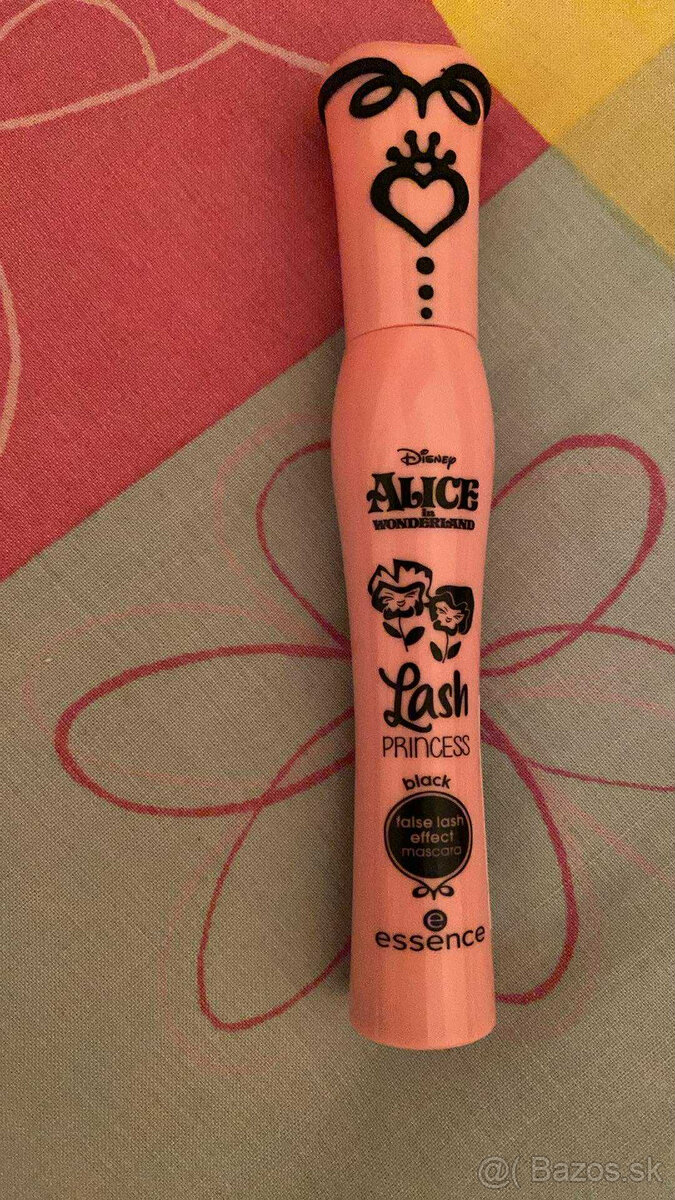 Disney
ALICE
in
WONDERLAND
Lash
PRINCESS
black
false lash
effect
mascara
e
essence
@( Bazos.sk